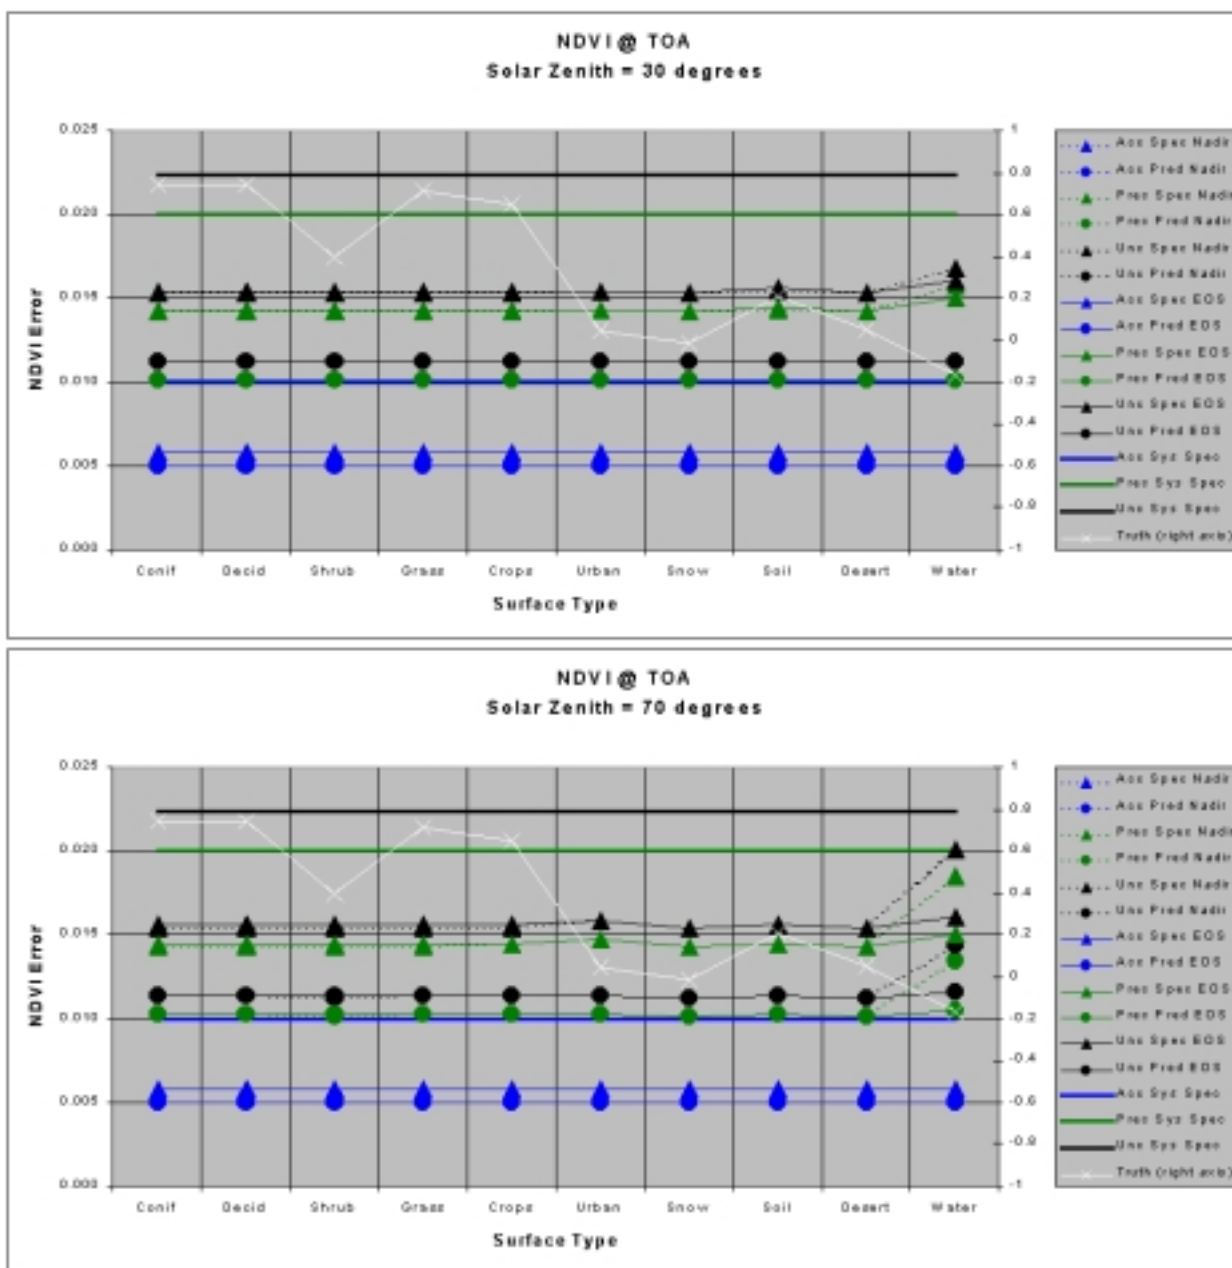 NDVI @ TOA
Solar Zenith = 30 degrees
0.025
0.020
0.015
0.010
0.005
0.000
NDVI Error
1
0.8
0.6
0.4
0.2
0
-0.2
-0.4
-0.6
-0.8
-1
Conif Decid Shrub Grass Crops Urban Snow Soil Desert Water
Surface Type
Acc Spec Nadir
Acc Pred Nadir
Prec Spec Nadir
Prec Pred Nadir
Unc Spec Nadir
Unc Pred Nadir
Acc Spec EOS
Acc Pred EOS
Prec Spec EOS
Prec Pred EOS
Unc Spec EOS
Unc Pred EOS
Acc Sys Spec
Prec Sys Spec
Unc Sys Spec
Truth (right axis)
NDVI @ TOA
Solar Zenith = 70 degrees
0.025
0.020
0.015
0.010
0.005
0.000
NDVI Error
1
0.8
0.6
0.4
0.2
0
-0.2
-0.4
-0.6
-0.8
-1
Conif Decid Shrub Grass Crops Urban Snow Soil Desert Water
Surface Type
Acc Spec Nadir
Acc Pred Nadir
Prec Spec Nadir
Prec Pred Nadir
Unc Spec Nadir
Unc Pred Nadir
Acc Spec EOS
Acc Pred EOS
Prec Spec EOS
Prec Pred EOS
Unc Spec EOS
Unc Pred EOS
Acc Sys Spec
Prec Sys Spec
Unc Sys Spec
Truth (right axis)